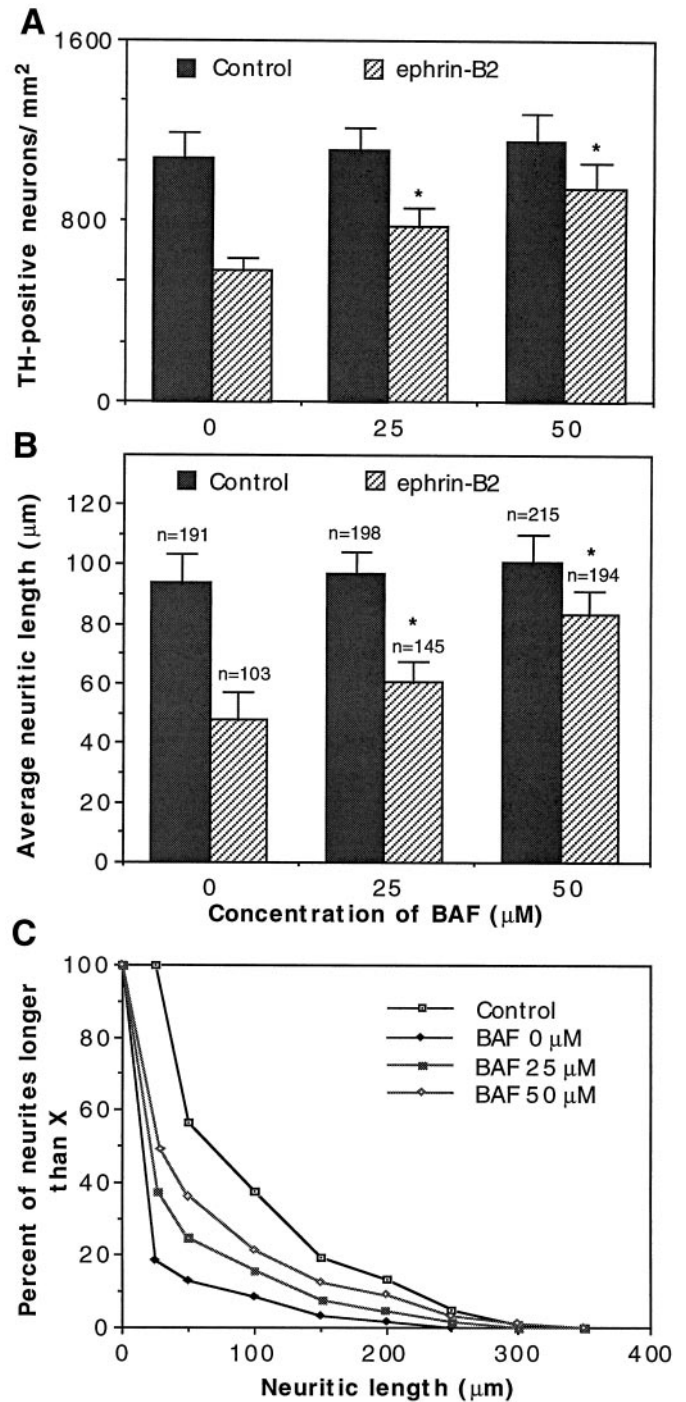 A
1600
Control ephrin-B2
TH-positive neurons/mm²
*
*
800
0
0 25 50
B
Control ephrin-B2
Average neuritic length (μm)
120
100
80
60
40
20
0
n=191
n=103
n=198
*
n=145
n=215
*
n=194
0 25 50
Concentration of BAF (μM)
C
100
80
60
40
20
0
Percent of neurites longer
than X
Control
BAF 0 μM
BAF 25 μM
BAF 50 μM
0 100 200 300 400
Neuritic length (μm)